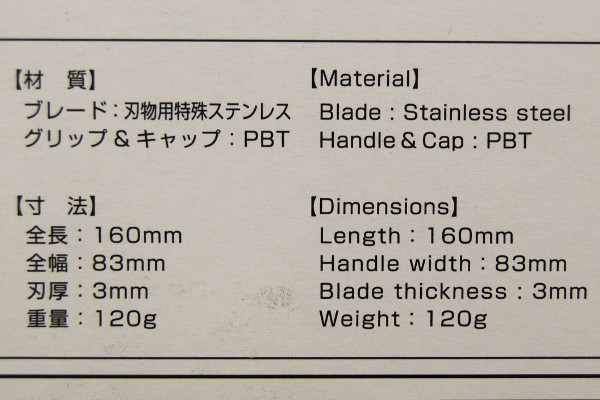 【材　質】
ブレード：刃物用特殊ステンレス
グリップ＆キャップ：PBT
【寸　法】
全長：160mm
全幅：83mm
刃厚：3mm
重量：120g
【Material】
Blade：Stainless steel
Handle＆Cap：PBT
【Dimensions】
Length：160mm
Handle width：83mm
Blade thickness：3mm
Weight：120g